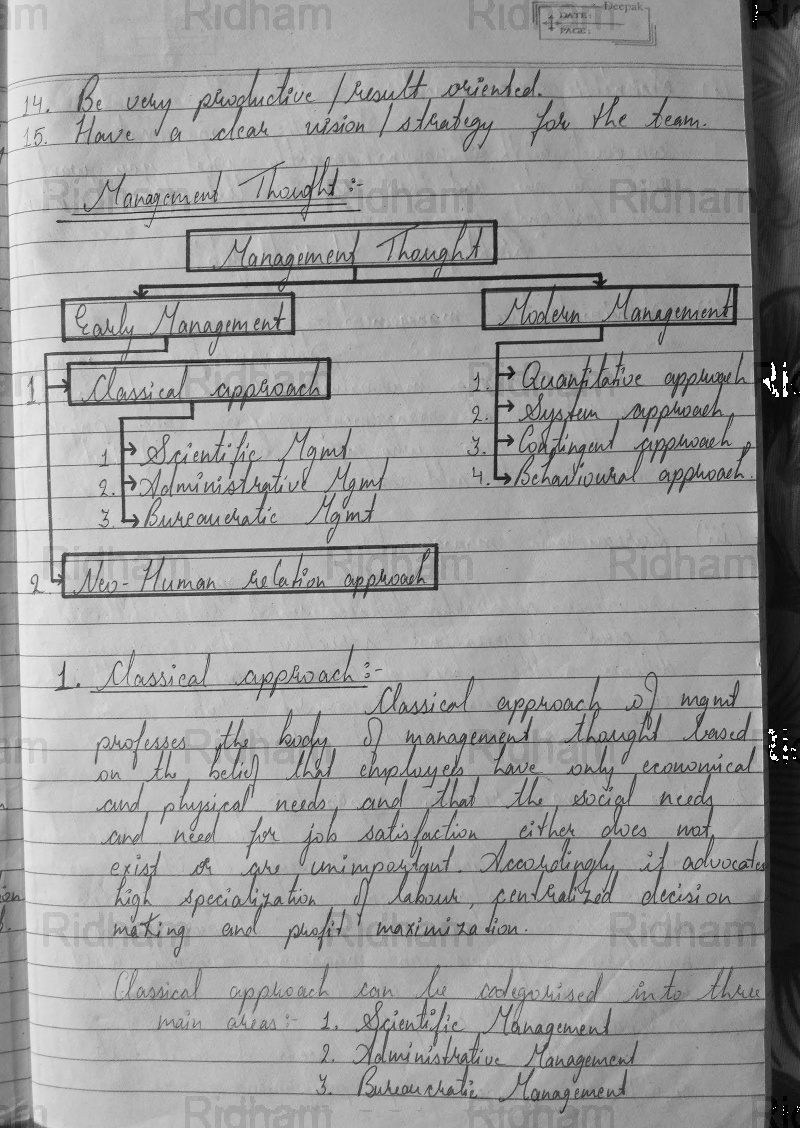 Deepak
DATE:
PAGE:
14. Be very productive / result oriented.
15. Have a clear vision / strategy for the team.
Management Thought :-
Management Thought
Early Management
Modern Management
1 Classical approach
1 Scientific Mgmt
2. Administrative Mgmt
3. Bureaucratic Mgmt
2 Neo-Human relation approach
1. Quantitative approach
2. System approach
3. Contingent approach
4. Behavioural approach.
1. Classical approach :-
Classical approach of mgmt
professes the body of management thought based
on the belief that employees have only economical
and physical needs, and that the social needs
and need for job satisfaction either does not
exist or are unimportant. Accordingly it advocates
high specialization of labour, centralized decision
making and profit maximization.
Classical approach can be categorised into three
main areas :- 1. Scientific Management
2. Administrative Management
3. Bureaucratic Management
Ridham